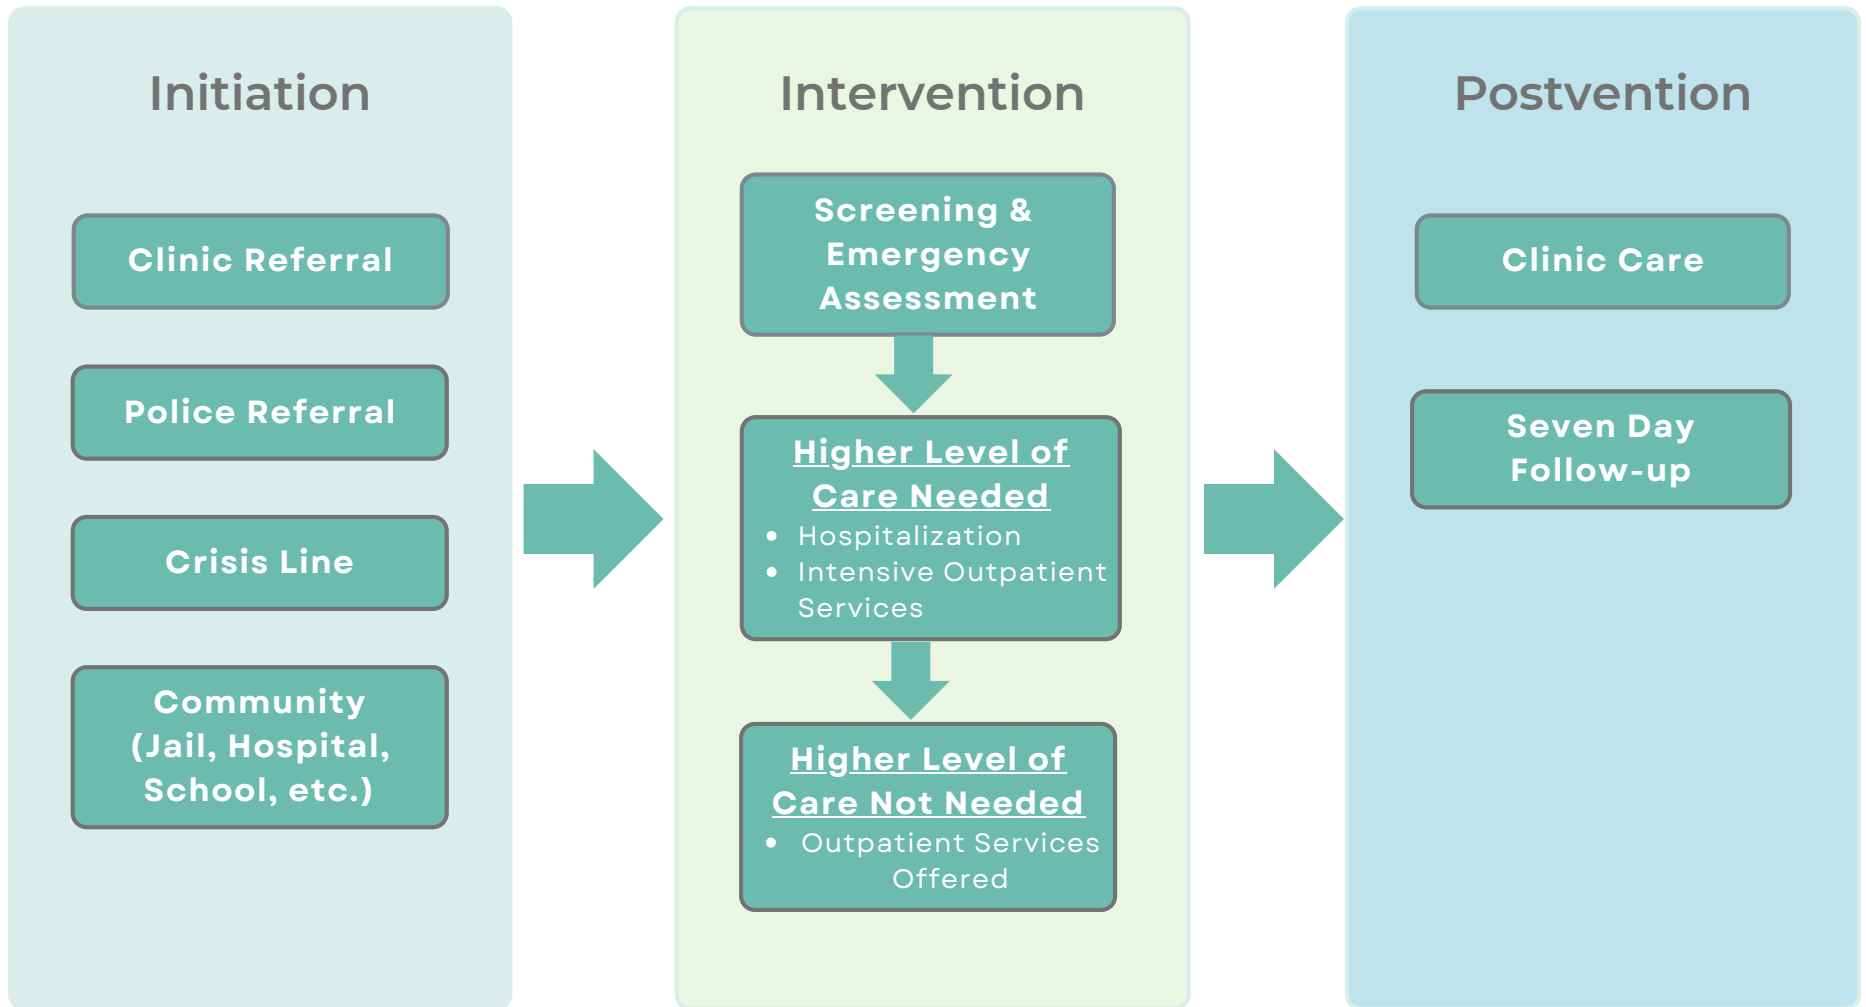 Initiation
Clinic Referral
Police Referral
Crisis Line
Community
(Jail, Hospital,
School, etc.)
Intervention
Screening &
Emergency
Assessment
Higher Level of
Care Needed
• Hospitalization
• Intensive Outpatient
Services
Higher Level of
Care Not Needed
• Outpatient Services
Offered
Postvention
Clinic Care
Seven Day
Follow-up